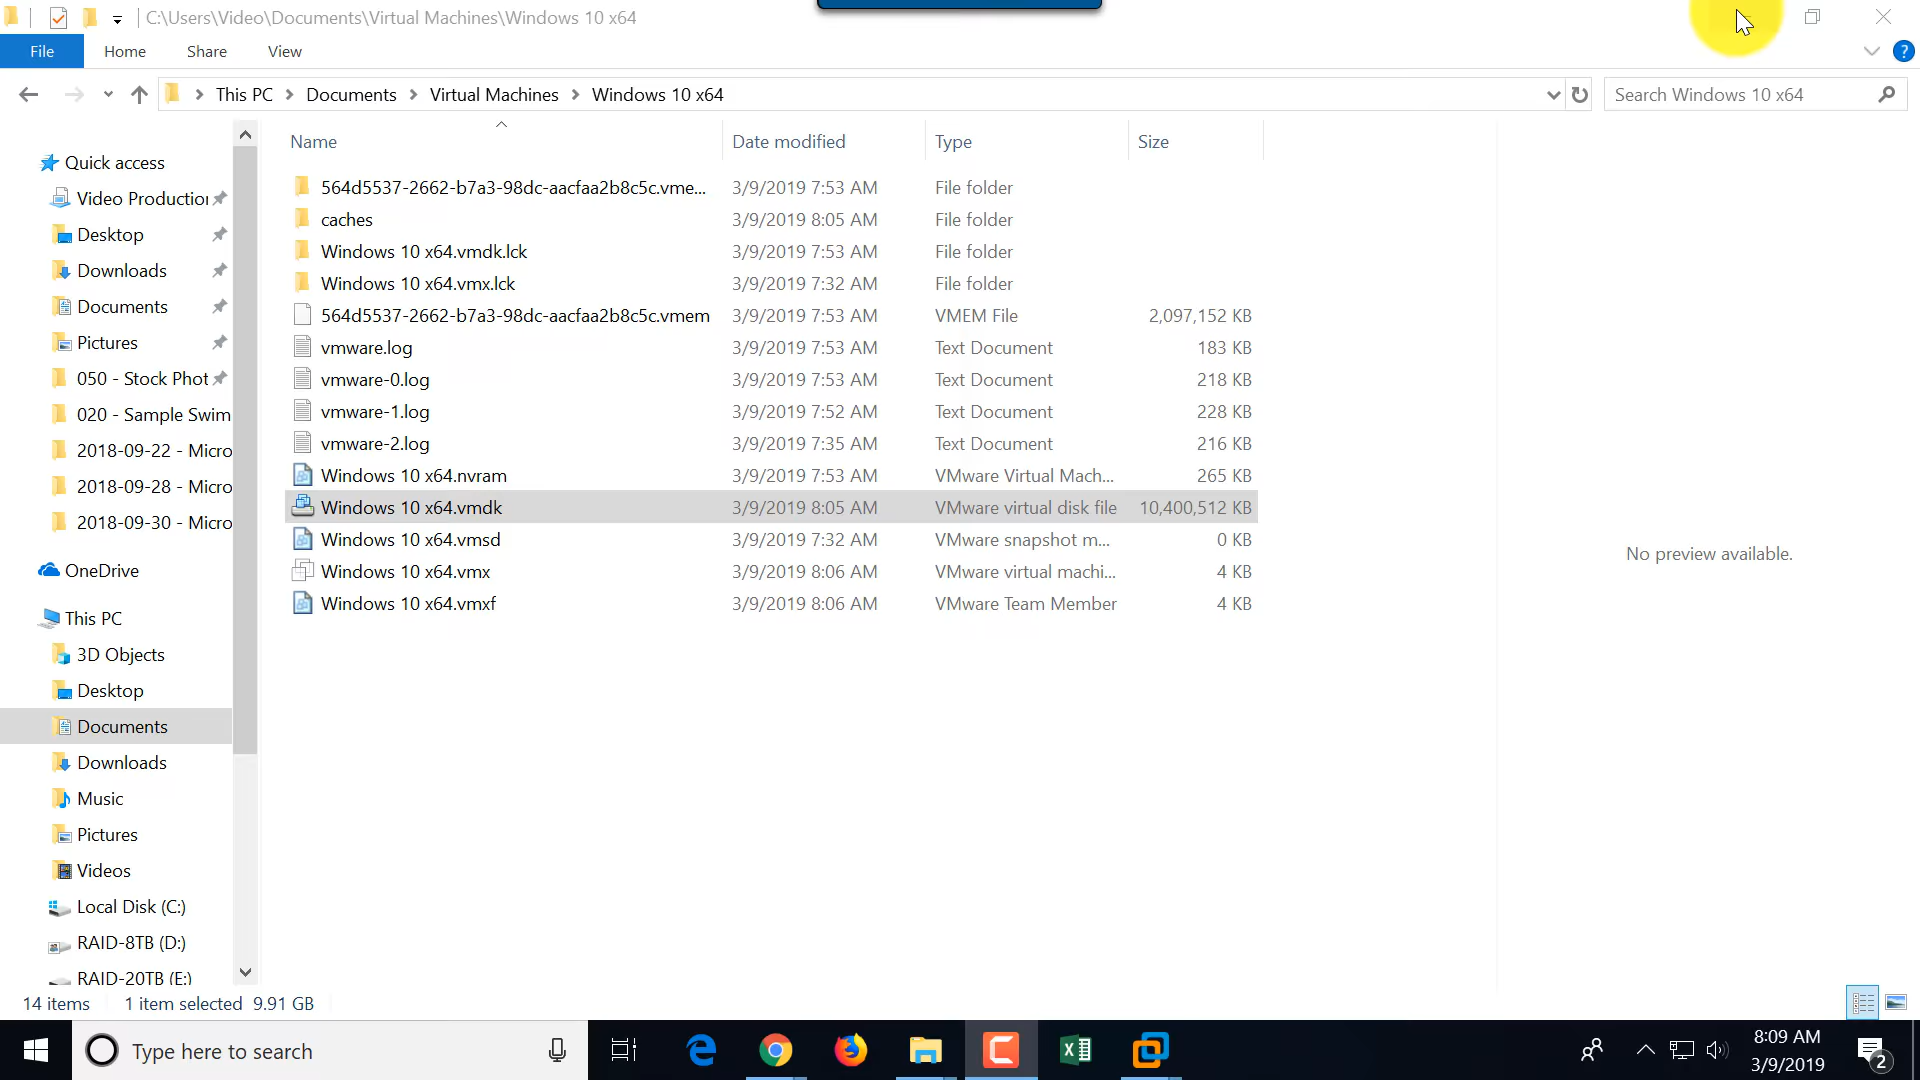 C:\Users\Video\Documents\Virtual Machines\Windows 10 x64
File Home Share View
?
This PC Documents Virtual Machines Windows 10 x64
Search Windows 10 x64
Name Date modified Type Size
Quick access
Video Production
Desktop
Downloads
Documents
Pictures
050 - Stock Phot
020 - Sample Swim
2018-09-22 - Micro
2018-09-28 - Micro
2018-09-30 - Micro
OneDrive
This PC
3D Objects
Desktop
Documents
Downloads
Music
Pictures
Videos
Local Disk (C:)
RAID-8TB (D:)
RAID-20TB (E:)
564d5537-2662-b7a3-98dc-aacfaa2b8c5c.vme... 3/9/2019 7:53 AM File folder
caches 3/9/2019 8:05 AM File folder
Windows 10 x64.vmdk.lck 3/9/2019 7:53 AM File folder
Windows 10 x64.vmx.lck 3/9/2019 7:32 AM File folder
564d5537-2662-b7a3-98dc-aacfaa2b8c5c.vmem 3/9/2019 7:53 AM VMEM File 2,097,152 KB
vmware.log 3/9/2019 7:53 AM Text Document 183 KB
vmware-0.log 3/9/2019 7:53 AM Text Document 218 KB
vmware-1.log 3/9/2019 7:52 AM Text Document 228 KB
vmware-2.log 3/9/2019 7:35 AM Text Document 216 KB
Windows 10 x64.nvram 3/9/2019 7:53 AM VMware Virtual Mach... 265 KB
Windows 10 x64.vmdk 3/9/2019 8:05 AM VMware virtual disk file 10,400,512 KB
Windows 10 x64.vmsd 3/9/2019 7:32 AM VMware snapshot m... 0 KB
Windows 10 x64.vmx 3/9/2019 8:06 AM VMware virtual machi... 4 KB
Windows 10 x64.vmxf 3/9/2019 8:06 AM VMware Team Member 4 KB
No preview available.
14 items 1 item selected 9.91 GB
Type here to search
8:09 AM
3/9/2019
2